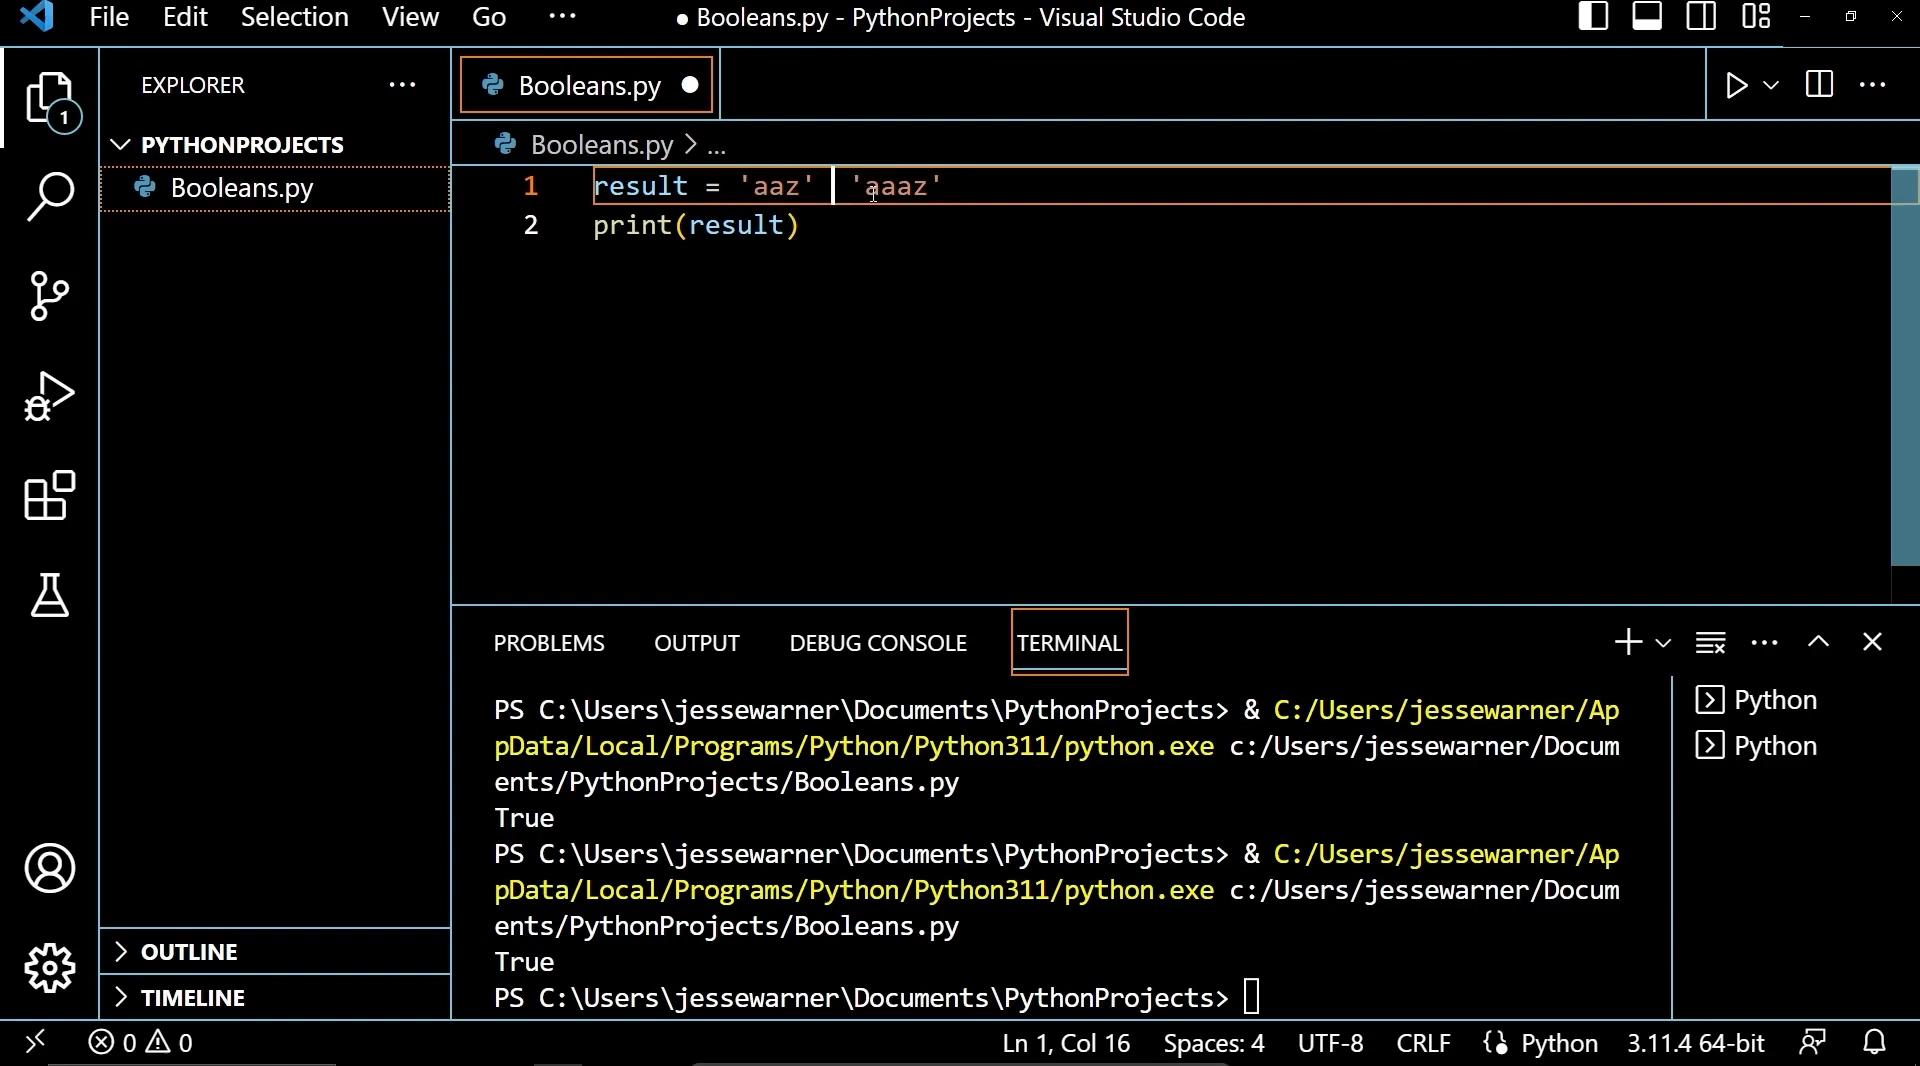 File Edit Selection View Go ... ● Booleans.py - PythonProjects - Visual Studio Code
EXPLORER ...
1
PYTHONPROJECTS
Booleans.py
OUTLINE
TIMELINE
Booleans.py ●
Booleans.py > ...
1 result = 'aaz'  'aaaz'
2 print(result)
PROBLEMS OUTPUT DEBUG CONSOLE TERMINAL
PS C:\Users\jessewarner\Documents\PythonProjects> & C:/Users/jessewarner/Ap
pData/Local/Programs/Python/Python311/python.exe c:/Users/jessewarner/Docum
ents/PythonProjects/Booleans.py
True
PS C:\Users\jessewarner\Documents\PythonProjects> & C:/Users/jessewarner/Ap
pData/Local/Programs/Python/Python311/python.exe c:/Users/jessewarner/Docum
ents/PythonProjects/Booleans.py
True
PS C:\Users\jessewarner\Documents\PythonProjects>
Python
Python
0 0 Ln 1, Col 16 Spaces: 4 UTF-8 CRLF Python 3.11.4 64-bit